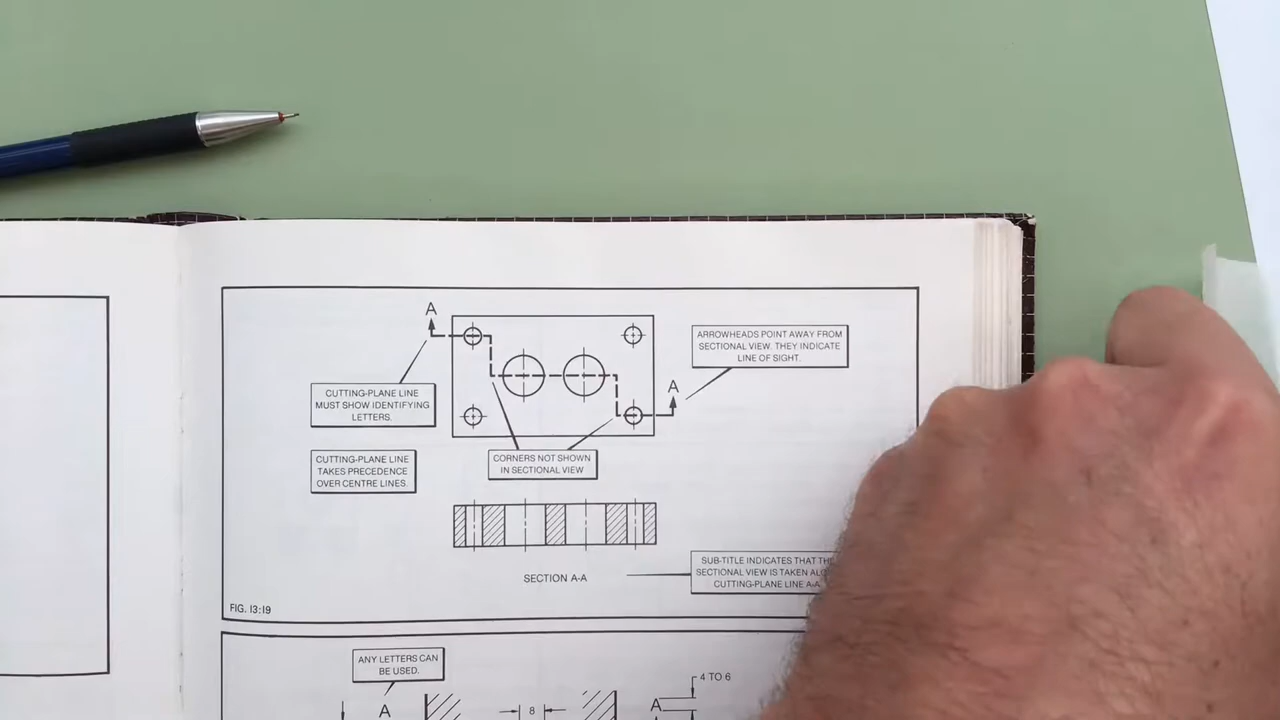 A
CUTTING-PLANE LINE
MUST SHOW IDENTIFYING
LETTERS.
ARROWHEADS POINT AWAY FROM
SECTIONAL VIEW. THEY INDICATE
LINE OF SIGHT.
A
CUTTING-PLANE LINE
TAKES PRECEDENCE
OVER CENTRE LINES.
CORNERS NOT SHOWN
IN SECTIONAL VIEW
SECTION A-A
SUB-TITLE INDICATES THAT
SECTIONAL VIEW IS TAKEN
CUTTING-PLANE LINE A-A
FIG. 13:19
ANY LETTERS CAN
BE USED.
A
8
A
4 TO 6